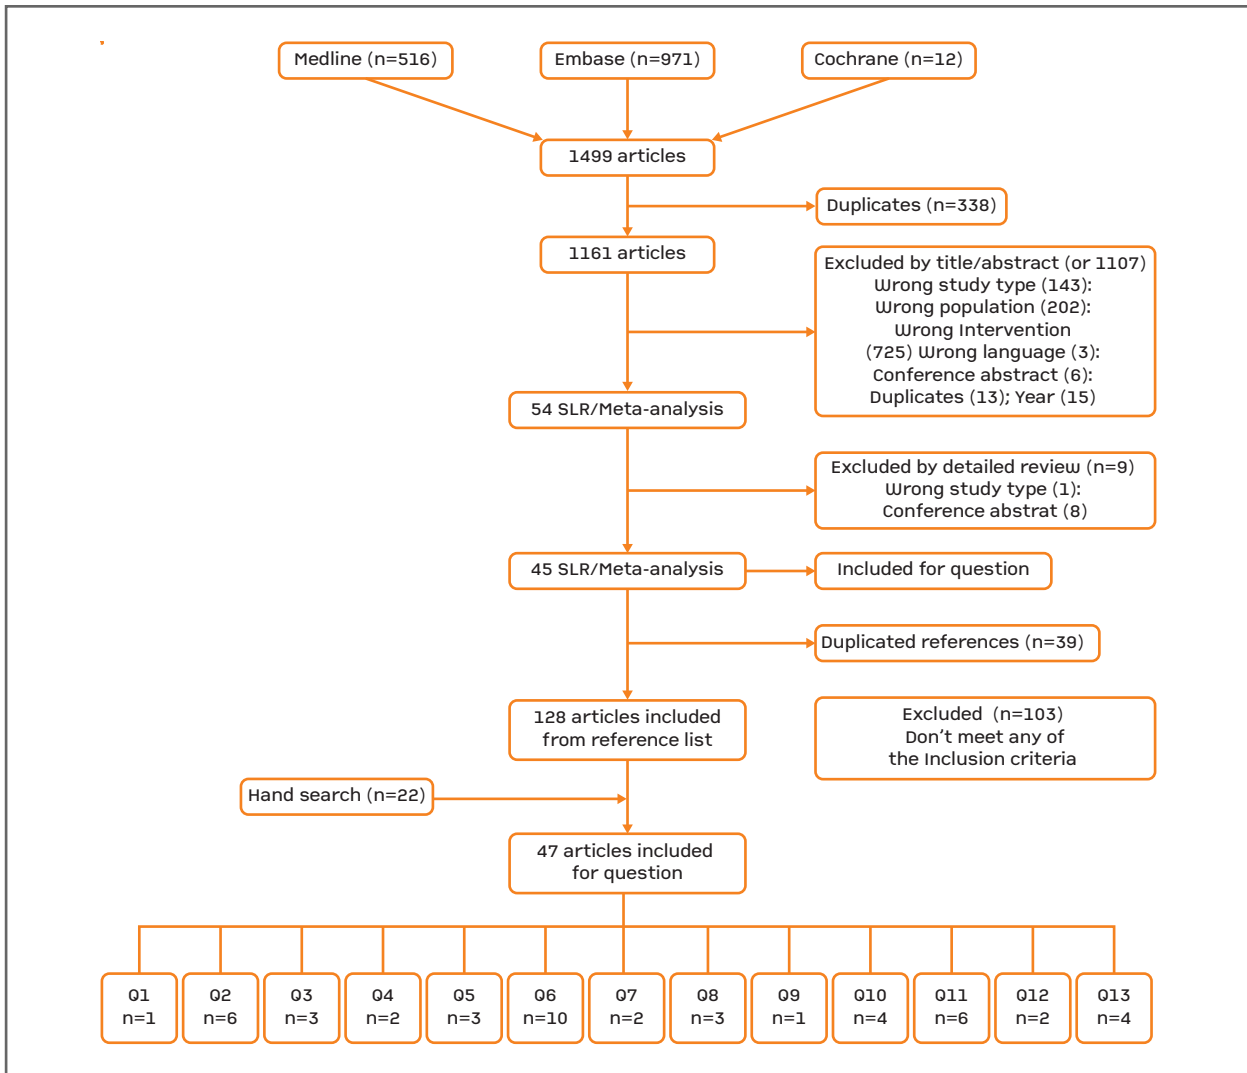 Medline (n=516)
Embase (n=971)
Cochrane (n=12)
1499 articles
Duplicates (n=338)
1161 articles
Excluded by title/abstract (or 1107)
Wrong study type (143):
Wrong population (202):
Wrong Intervention
(725) Wrong language (3):
Conference abstract (6):
Duplicates (13); Year (15)
54 SLR/Meta-analysis
Excluded by detailed review (n=9)
Wrong study type (1):
Conference abstrat (8)
45 SLR/Meta-analysis
Included for question
Duplicated references (n=39)
128 articles included
from reference list
Excluded (n=103)
Don't meet any of
the Inclusion criteria
Hand search (n=22)
47 articles included
for question
Q1
n=1
Q2
n=6
Q3
n=3
Q4
n=2
Q5
n=3
Q6
n=10
Q7
n=2
Q8
n=3
Q9
n=1
Q10
n=4
Q11
n=6
Q12
n=2
Q13
n=4